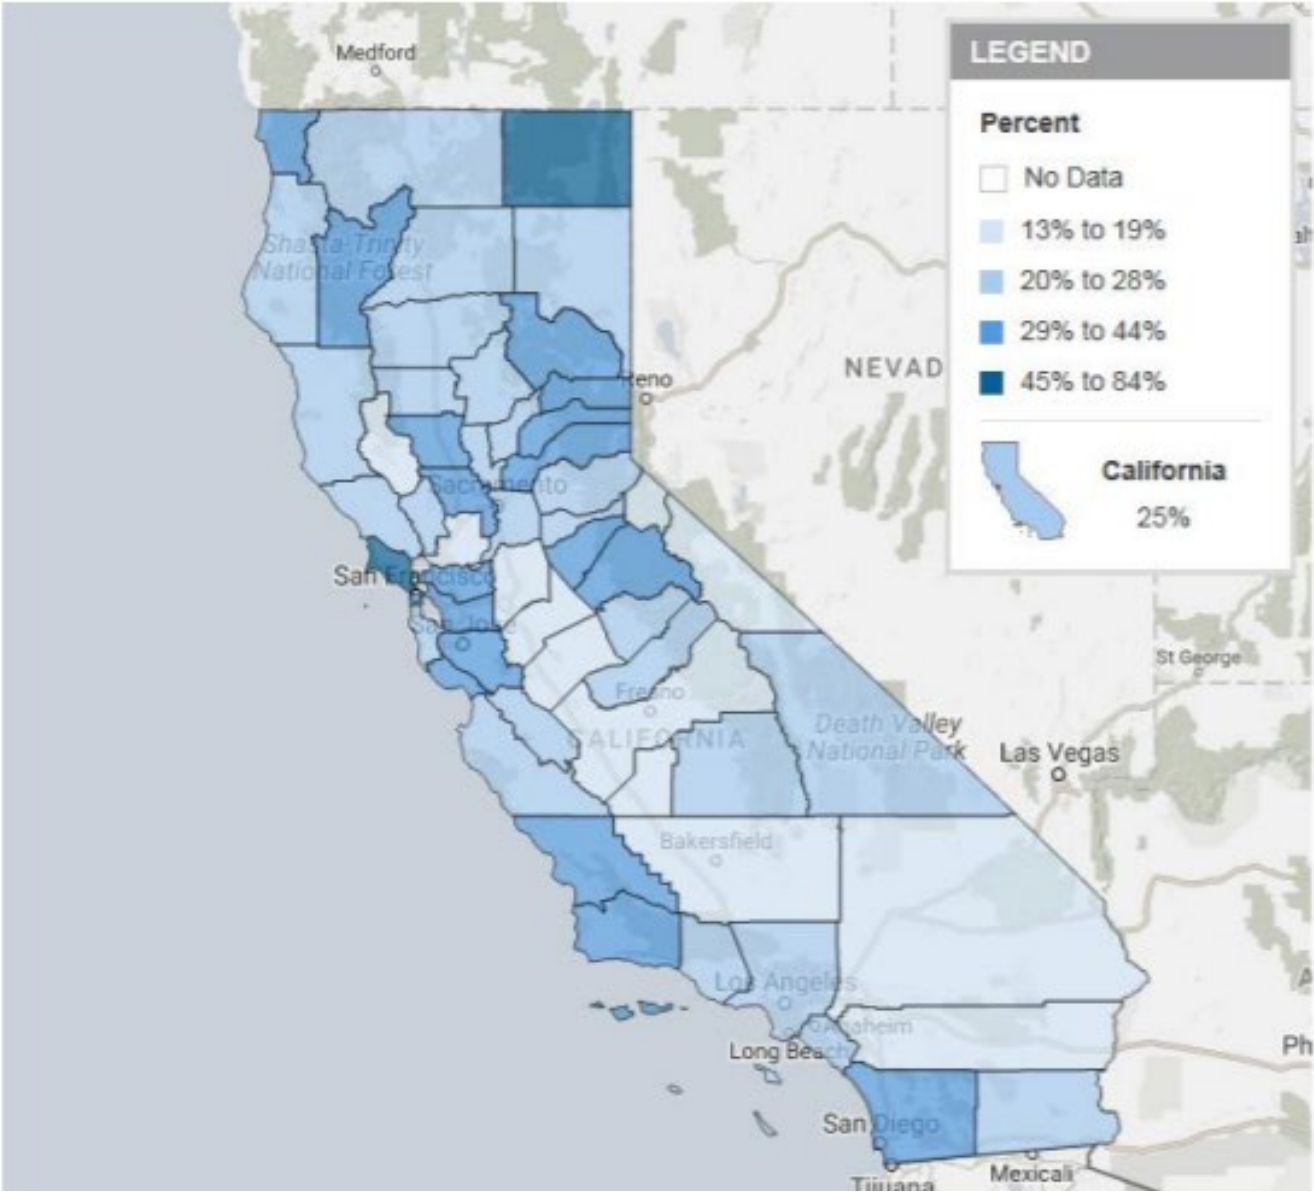 Medford
LEGEND
Percent
No Data
13% to 19%
20% to 28%
29% to 44%
45% to 84%
California
25%
Shasta-Trinity
National Forest
NEVAD
eno
Sacramento
San Francisco
San Jose
St George
Fresno
CALIFORNIA
Death Valley
National Park
Las Vegas
Bakersfield
Los Angeles
Anaheim
Long Beach
Ph
San Diego
Mexicali
Tijuana